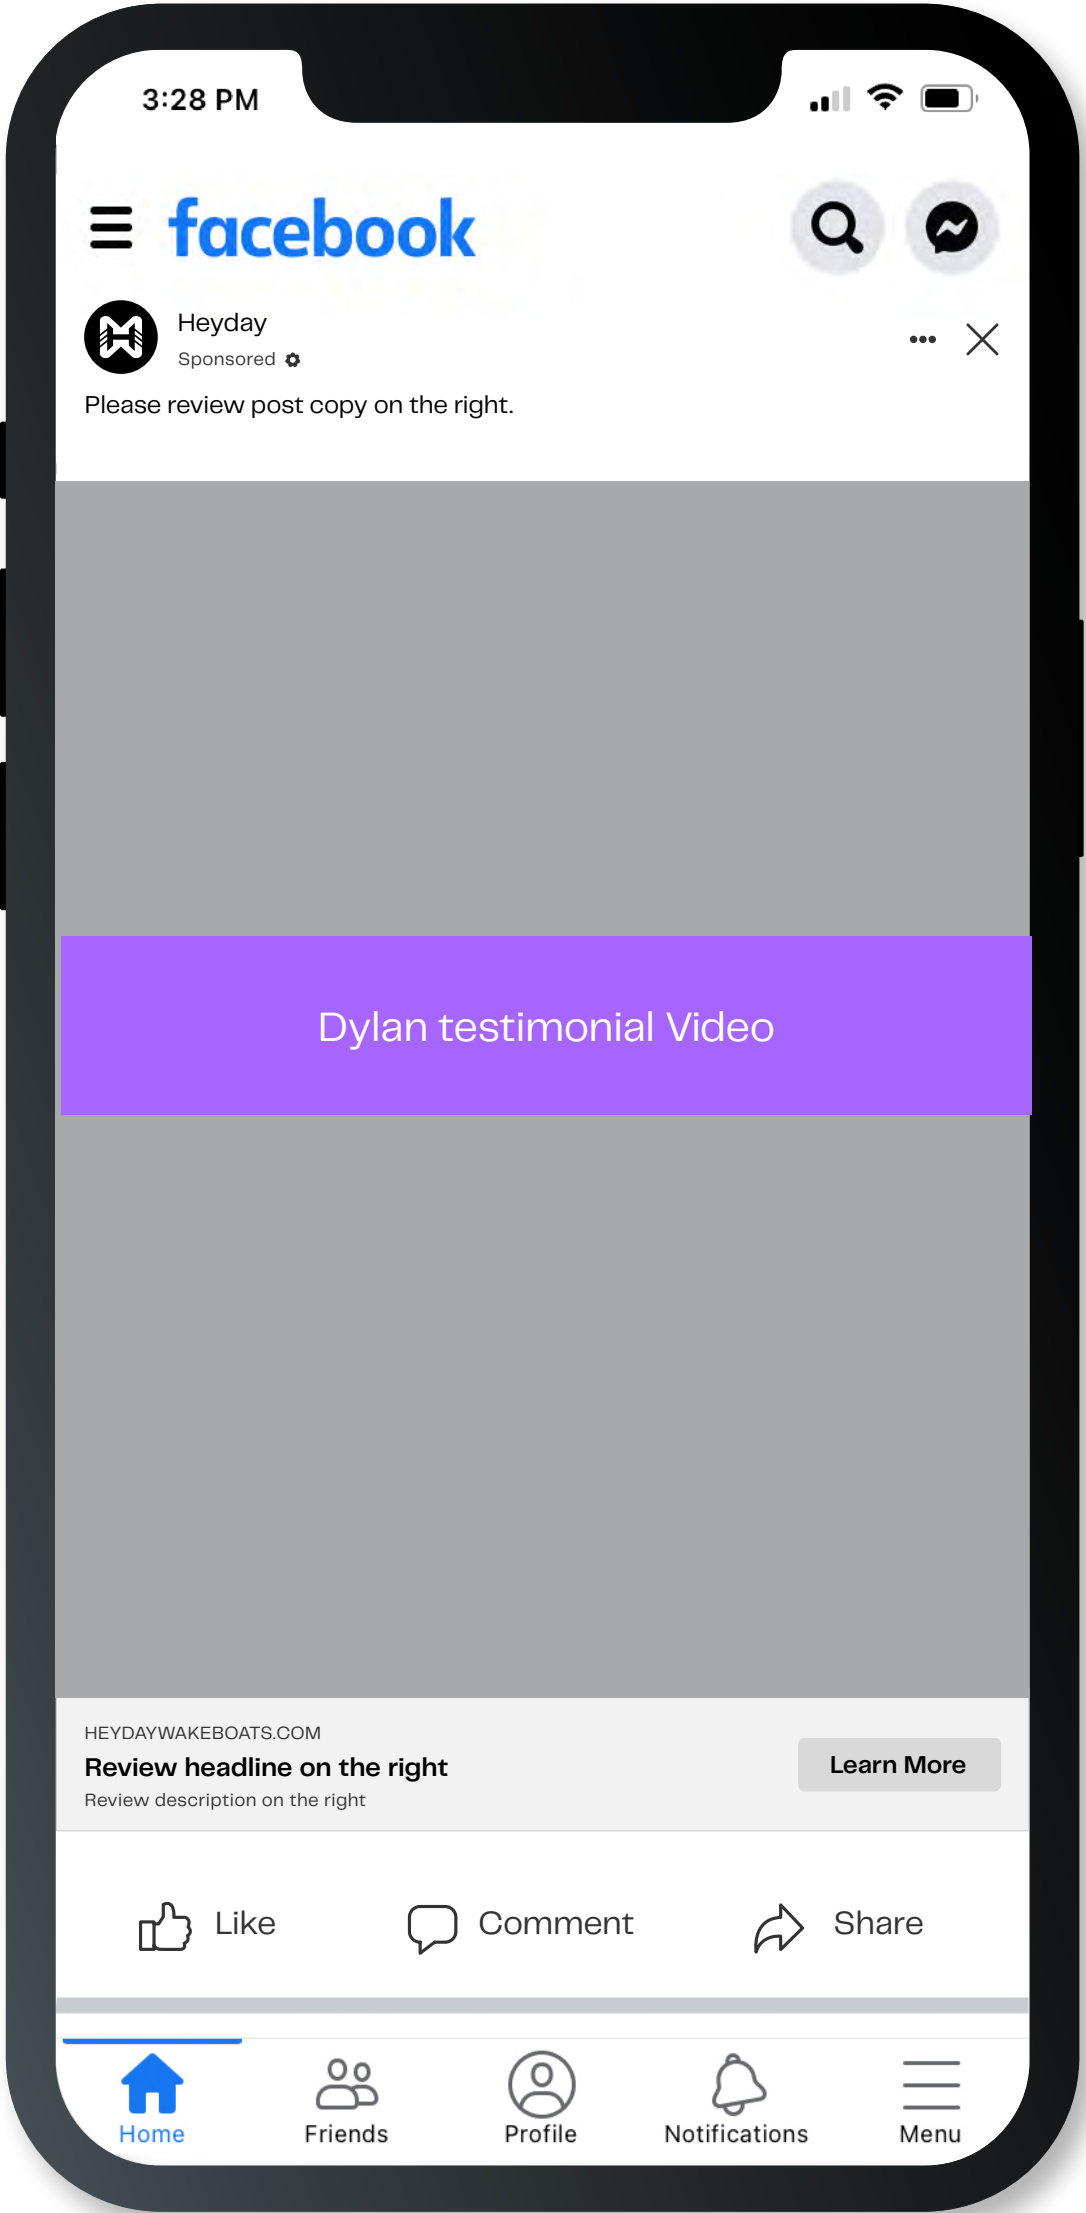 3:28 PM
facebook
Heyday
Sponsored
Please review post copy on the right.
Dylan testimonial Video
HEYDAYWAKEBOATS.COM
Review headline on the right
Learn More
Review description on the right
Like Comment Share
Home Friends Profile Notifications Menu